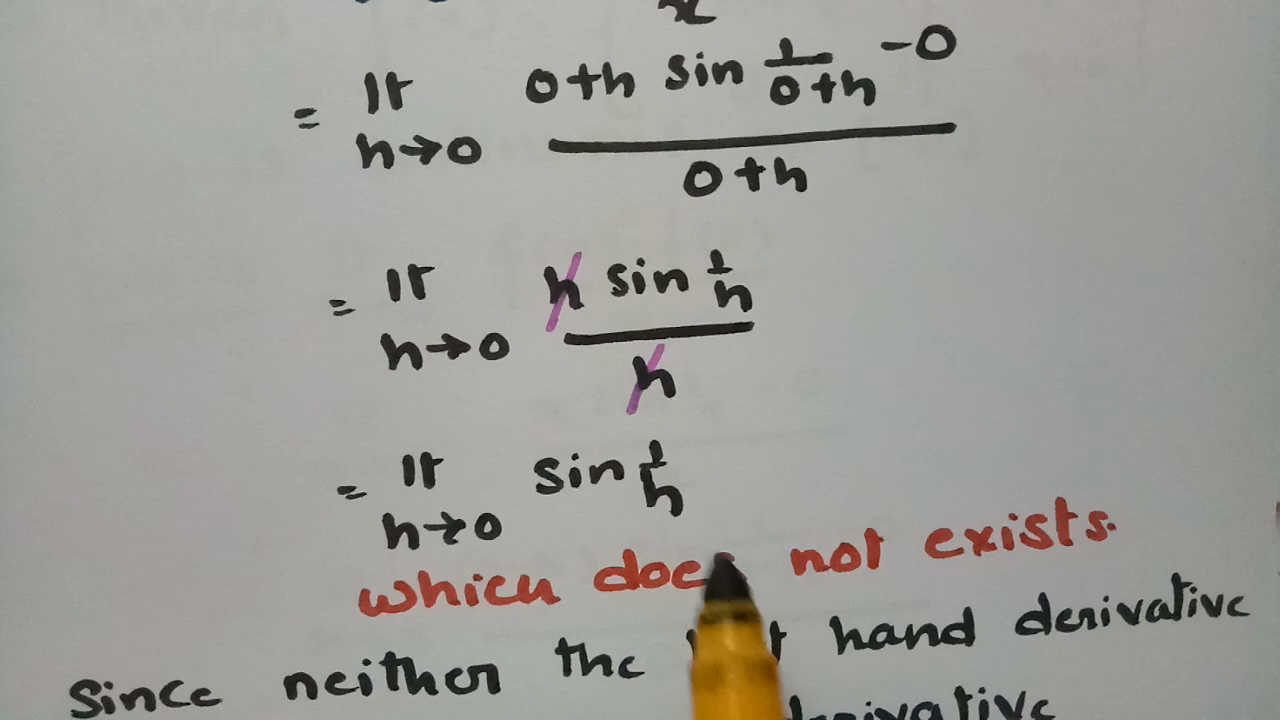 x
= lt 0+h sin 1/0+h -0
h→0 0+h
= lt h sin 1/h
h→0 h
= lt sin 1/h
h→0
which does not exists.
Since neither the hand derivative
derivative